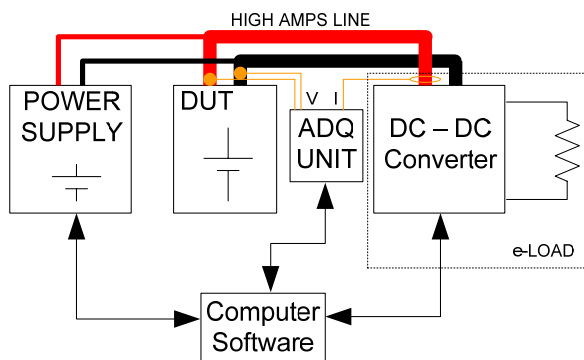 HIGH AMPS LINE
POWER
SUPPLY
DUT
V I
ADQ
UNIT
DC – DC
Converter
e-LOAD
Computer
Software